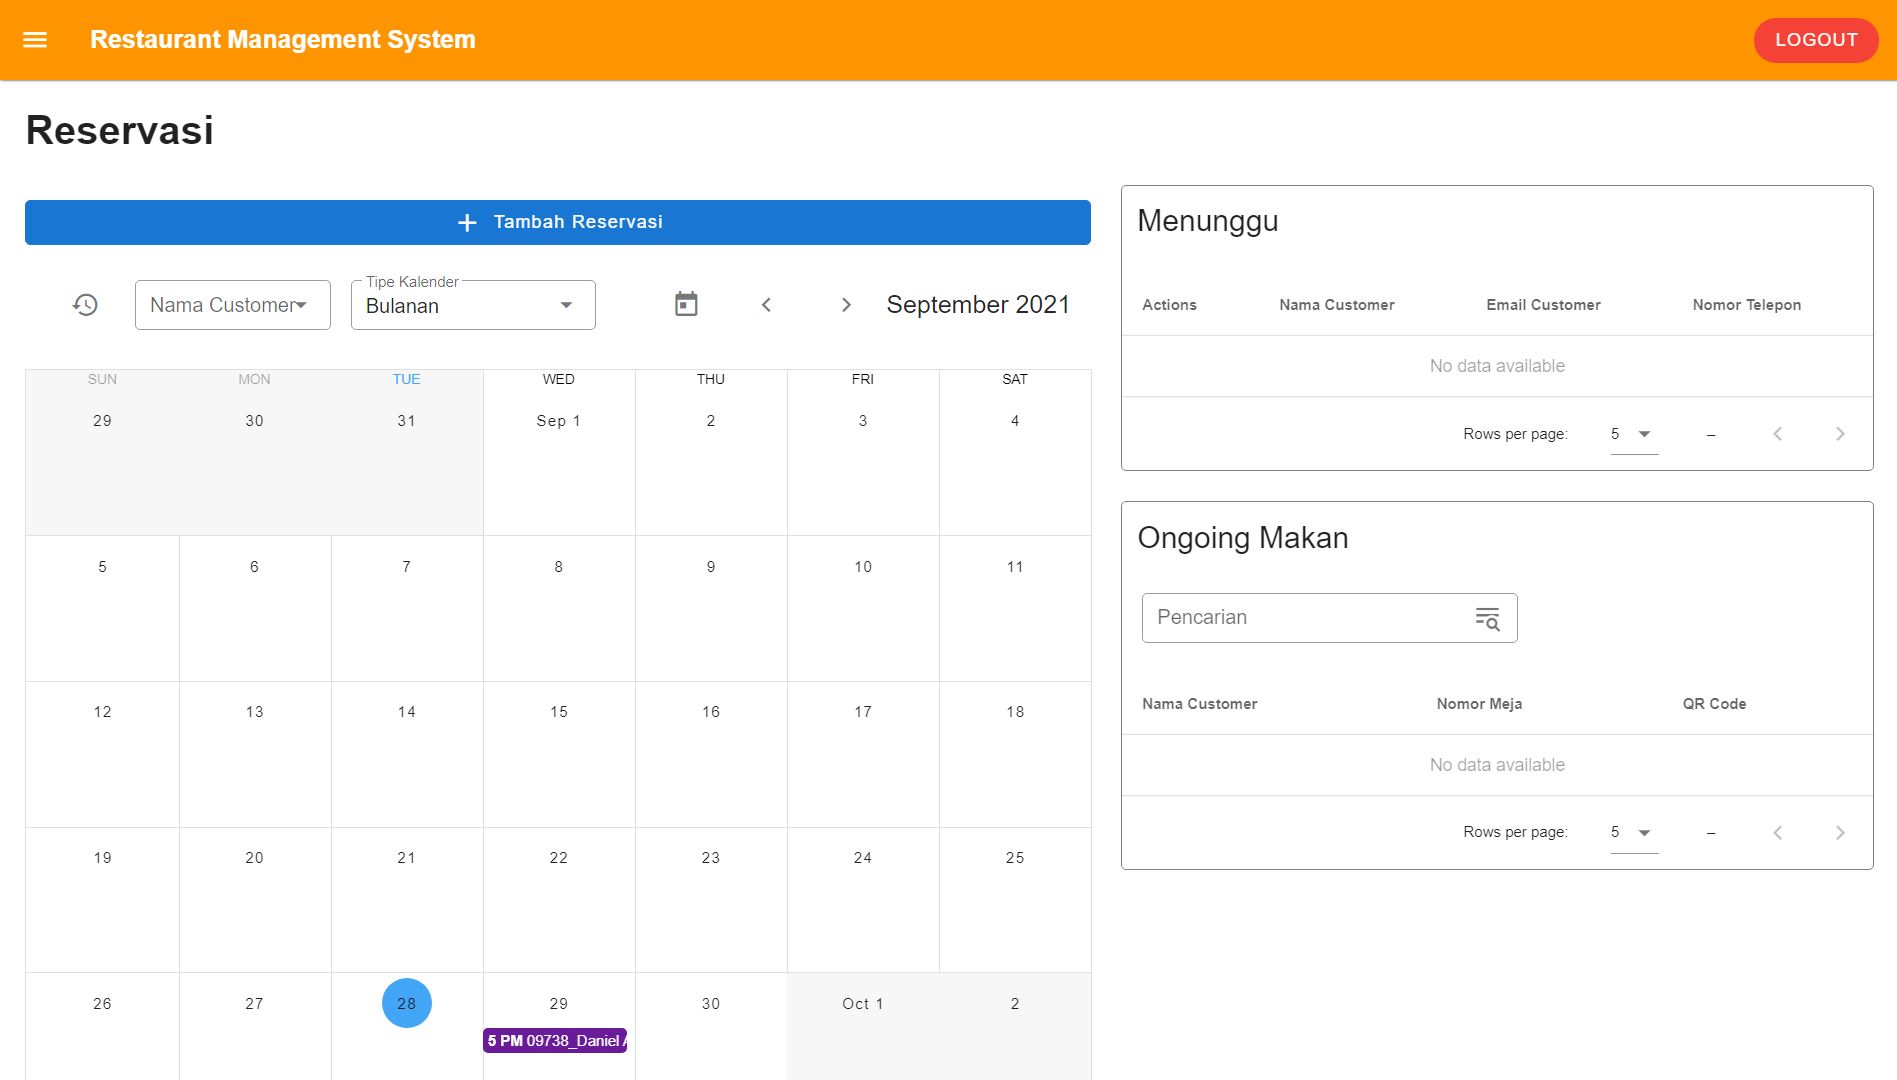 Restaurant Management System
LOGOUT
Reservasi
Tambah Reservasi
Nama Customer
Tipe Kalender
Bulanan
September 2021
SUN MON TUE WED THU FRI SAT
29 30 31 Sep 1 2 3 4
5 6 7 8 9 10 11
12 13 14 15 16 17 18
19 20 21 22 23 24 25
26 27 28 29 30 Oct 1 2
5 PM 09738_Daniel
Menunggu
Actions Nama Customer Email Customer Nomor Telepon
No data available
Rows per page: 5 –
Ongoing Makan
Pencarian
Nama Customer Nomor Meja QR Code
No data available
Rows per page: 5 –